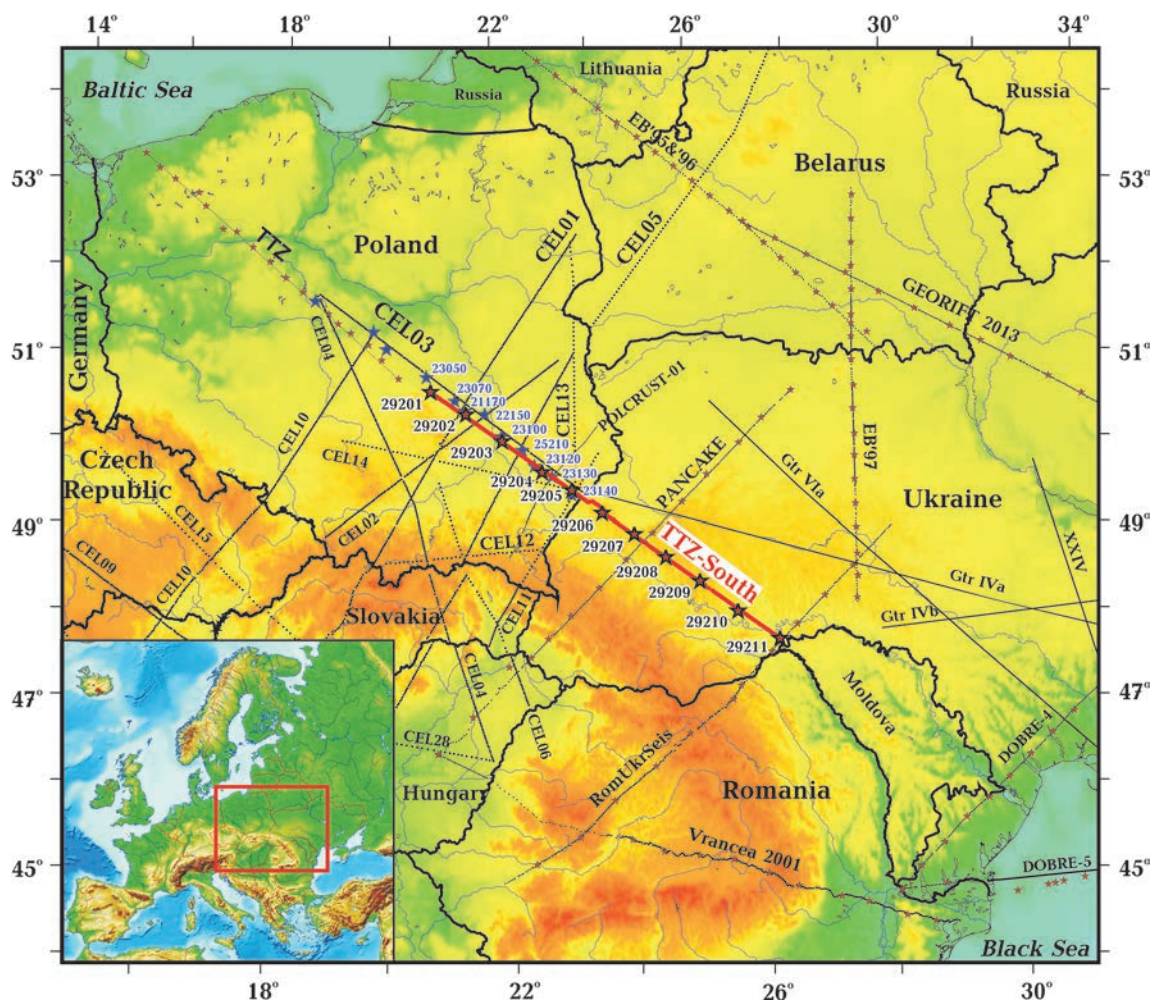 14° 18° 22° 26° 30° 34°
Baltic Sea
Lithuania
Russia
Russia
EB'95&'96
Belarus
53°
53°
CEL01
CEL05
TTZ
Poland
Germany
GEORIFT 2013
CEL03
CEL04
51°
51°
23050
23070
21170
22150
23100
25210
23120
23130
23140
CEL13
POLCRUST-01
29201
29202
29203
29204
29205
29206
29207
29208
29209
29210
29211
CEL10
CEL14
PANCAKE
EB'97
Gtr VIa
Czech
Republic
Ukraine
CEL15
CEL02
CEL12
49°
49°
TTZ-South
XXIV
CEL09
CEL10
Gtr IVa
Gtr IVb
Slovakia
CEL11
CEL04
CEL06
47°
47°
Moldova
DOBRE-4
CEL28
RomUkrSeis
Hungary
Romania
Vrancea 2001
45°
45°
DOBRE-5
Black Sea
18° 22° 26° 30°